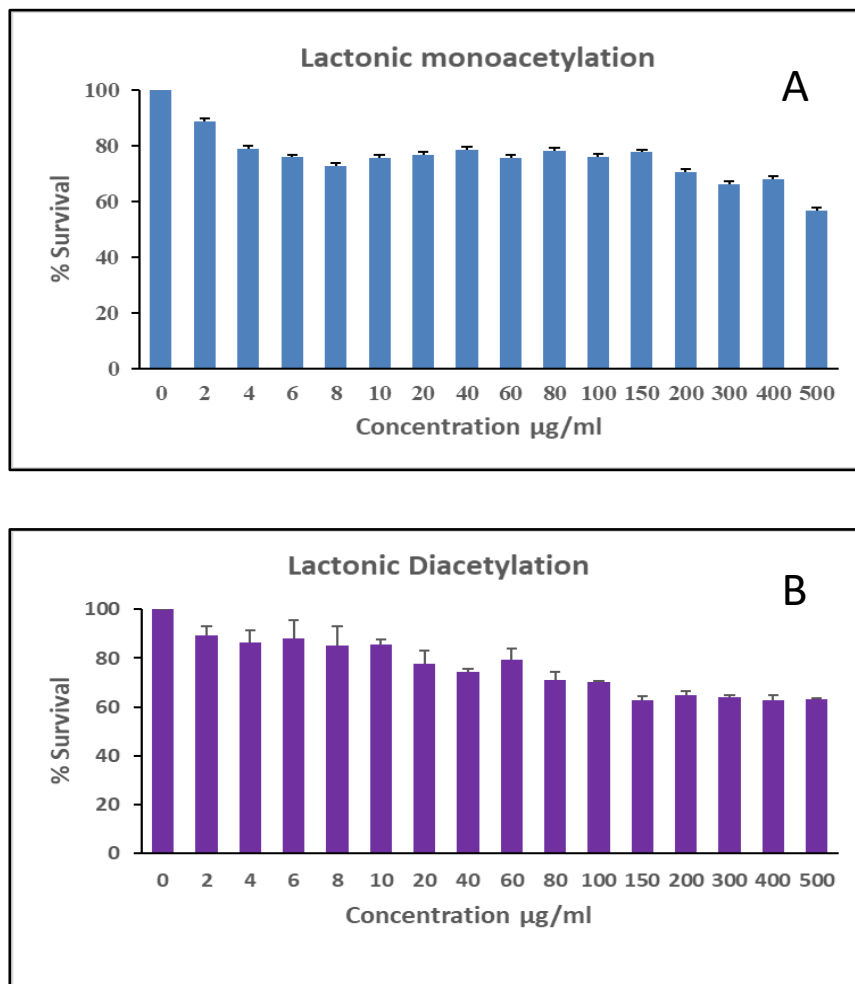 Lactonic monoacetylation
A
100
80
60
40
20
0
% Survival
0 2 4 6 8 10 20 40 60 80 100 150 200 300 400 500
Concentration µg/ml
Lactonic Diacetylation
B
100
80
60
40
20
0
% Survival
0 2 4 6 8 10 20 40 60 80 100 150 200 300 400 500
Concentration µg/ml